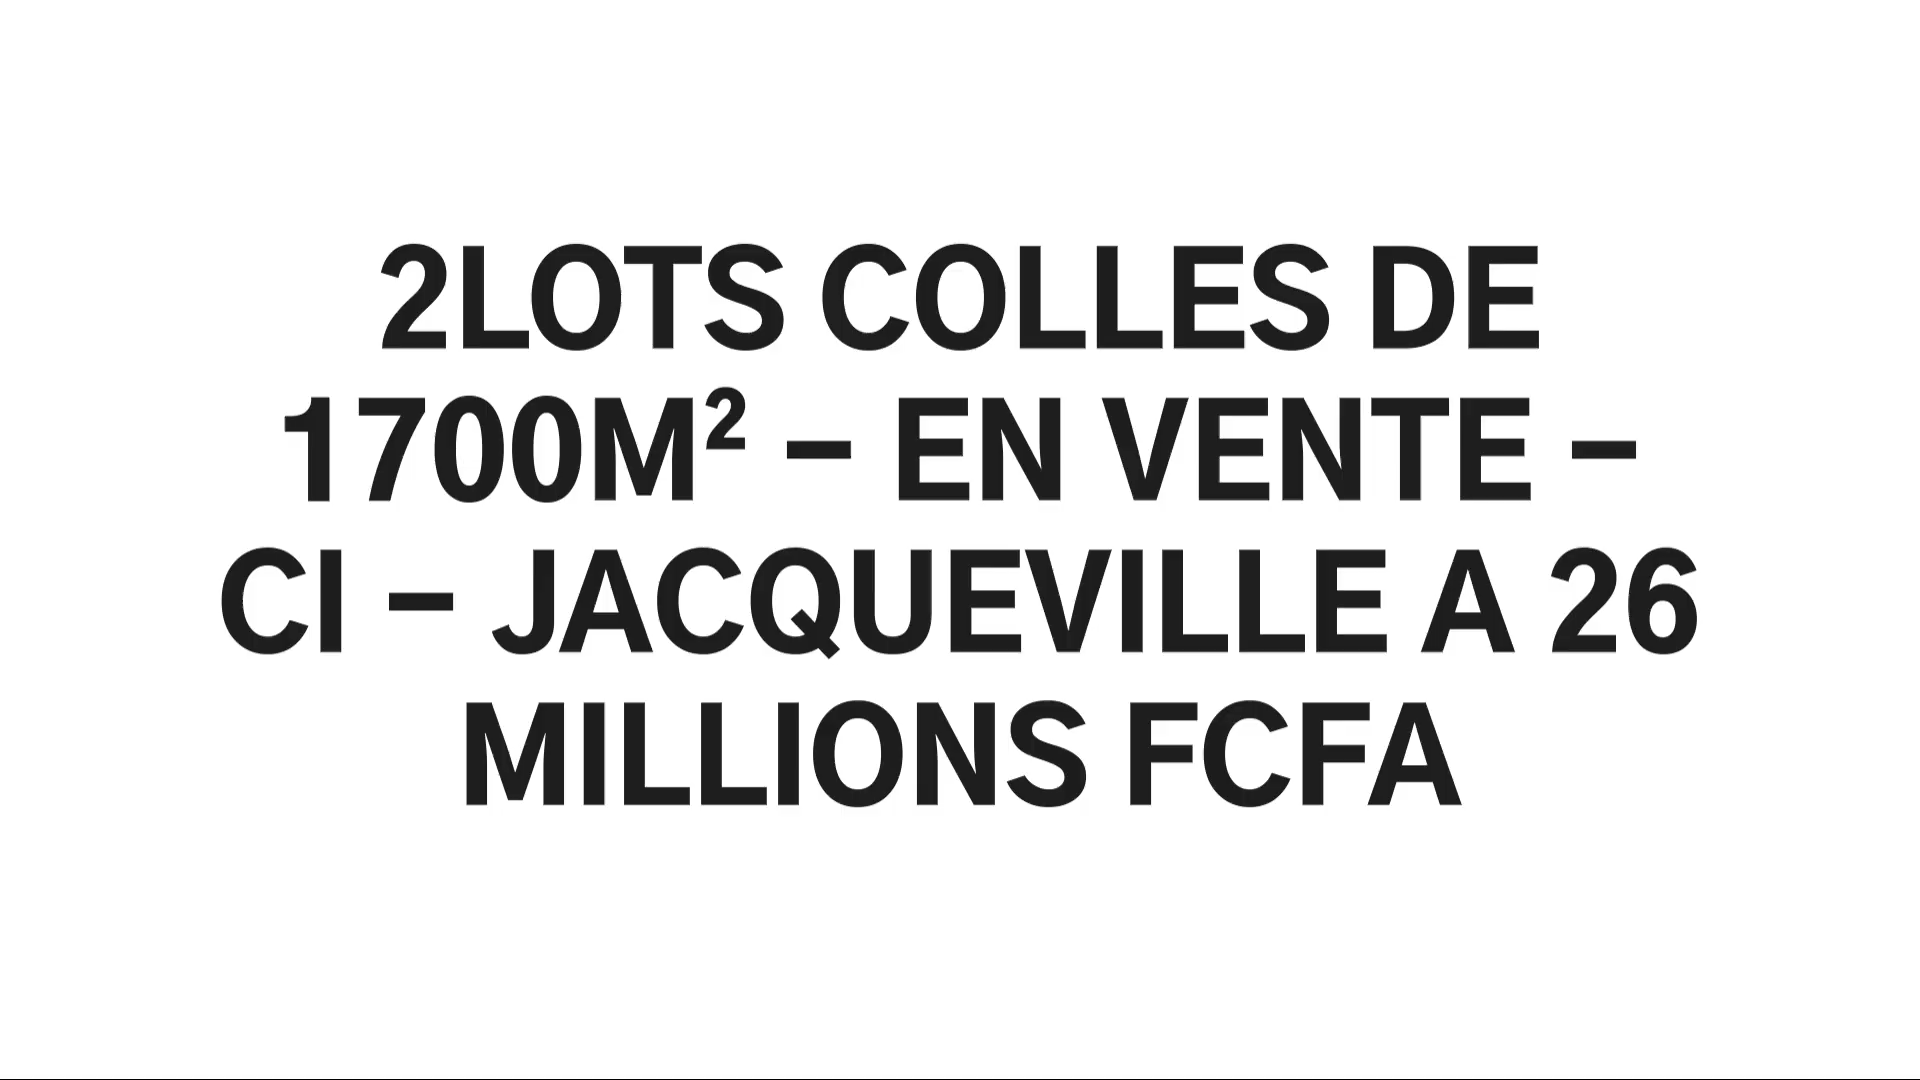 2LOTS COLLES DE
1700M² – EN VENTE –
CI – JACQUEVILLE A 26
MILLIONS FCFA